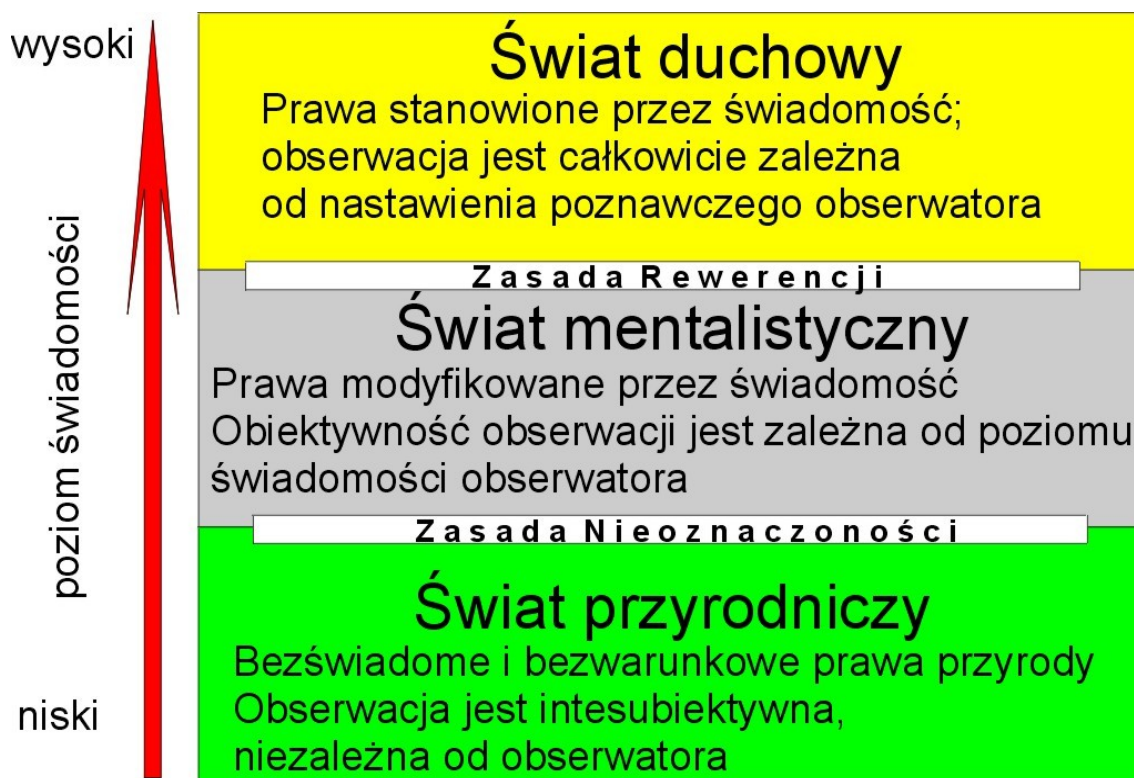 wysoki
poziom świadomości
niski
Świat duchowy
Prawa stanowione przez świadomość;
obserwacja jest całkowicie zależna
od nastawienia poznawczego obserwatora
Zasada Rewerencji
Świat mentalistyczny
Prawa modyfikowane przez świadomość
Obiektywność obserwacji jest zależna od poziomu
świadomości obserwatora
Zasada Nieoznaczoności
Świat przyrodniczy
Bezświadome i bezwarunkowe prawa przyrody
Obserwacja jest intesubiektywna,
niezależna od obserwatora